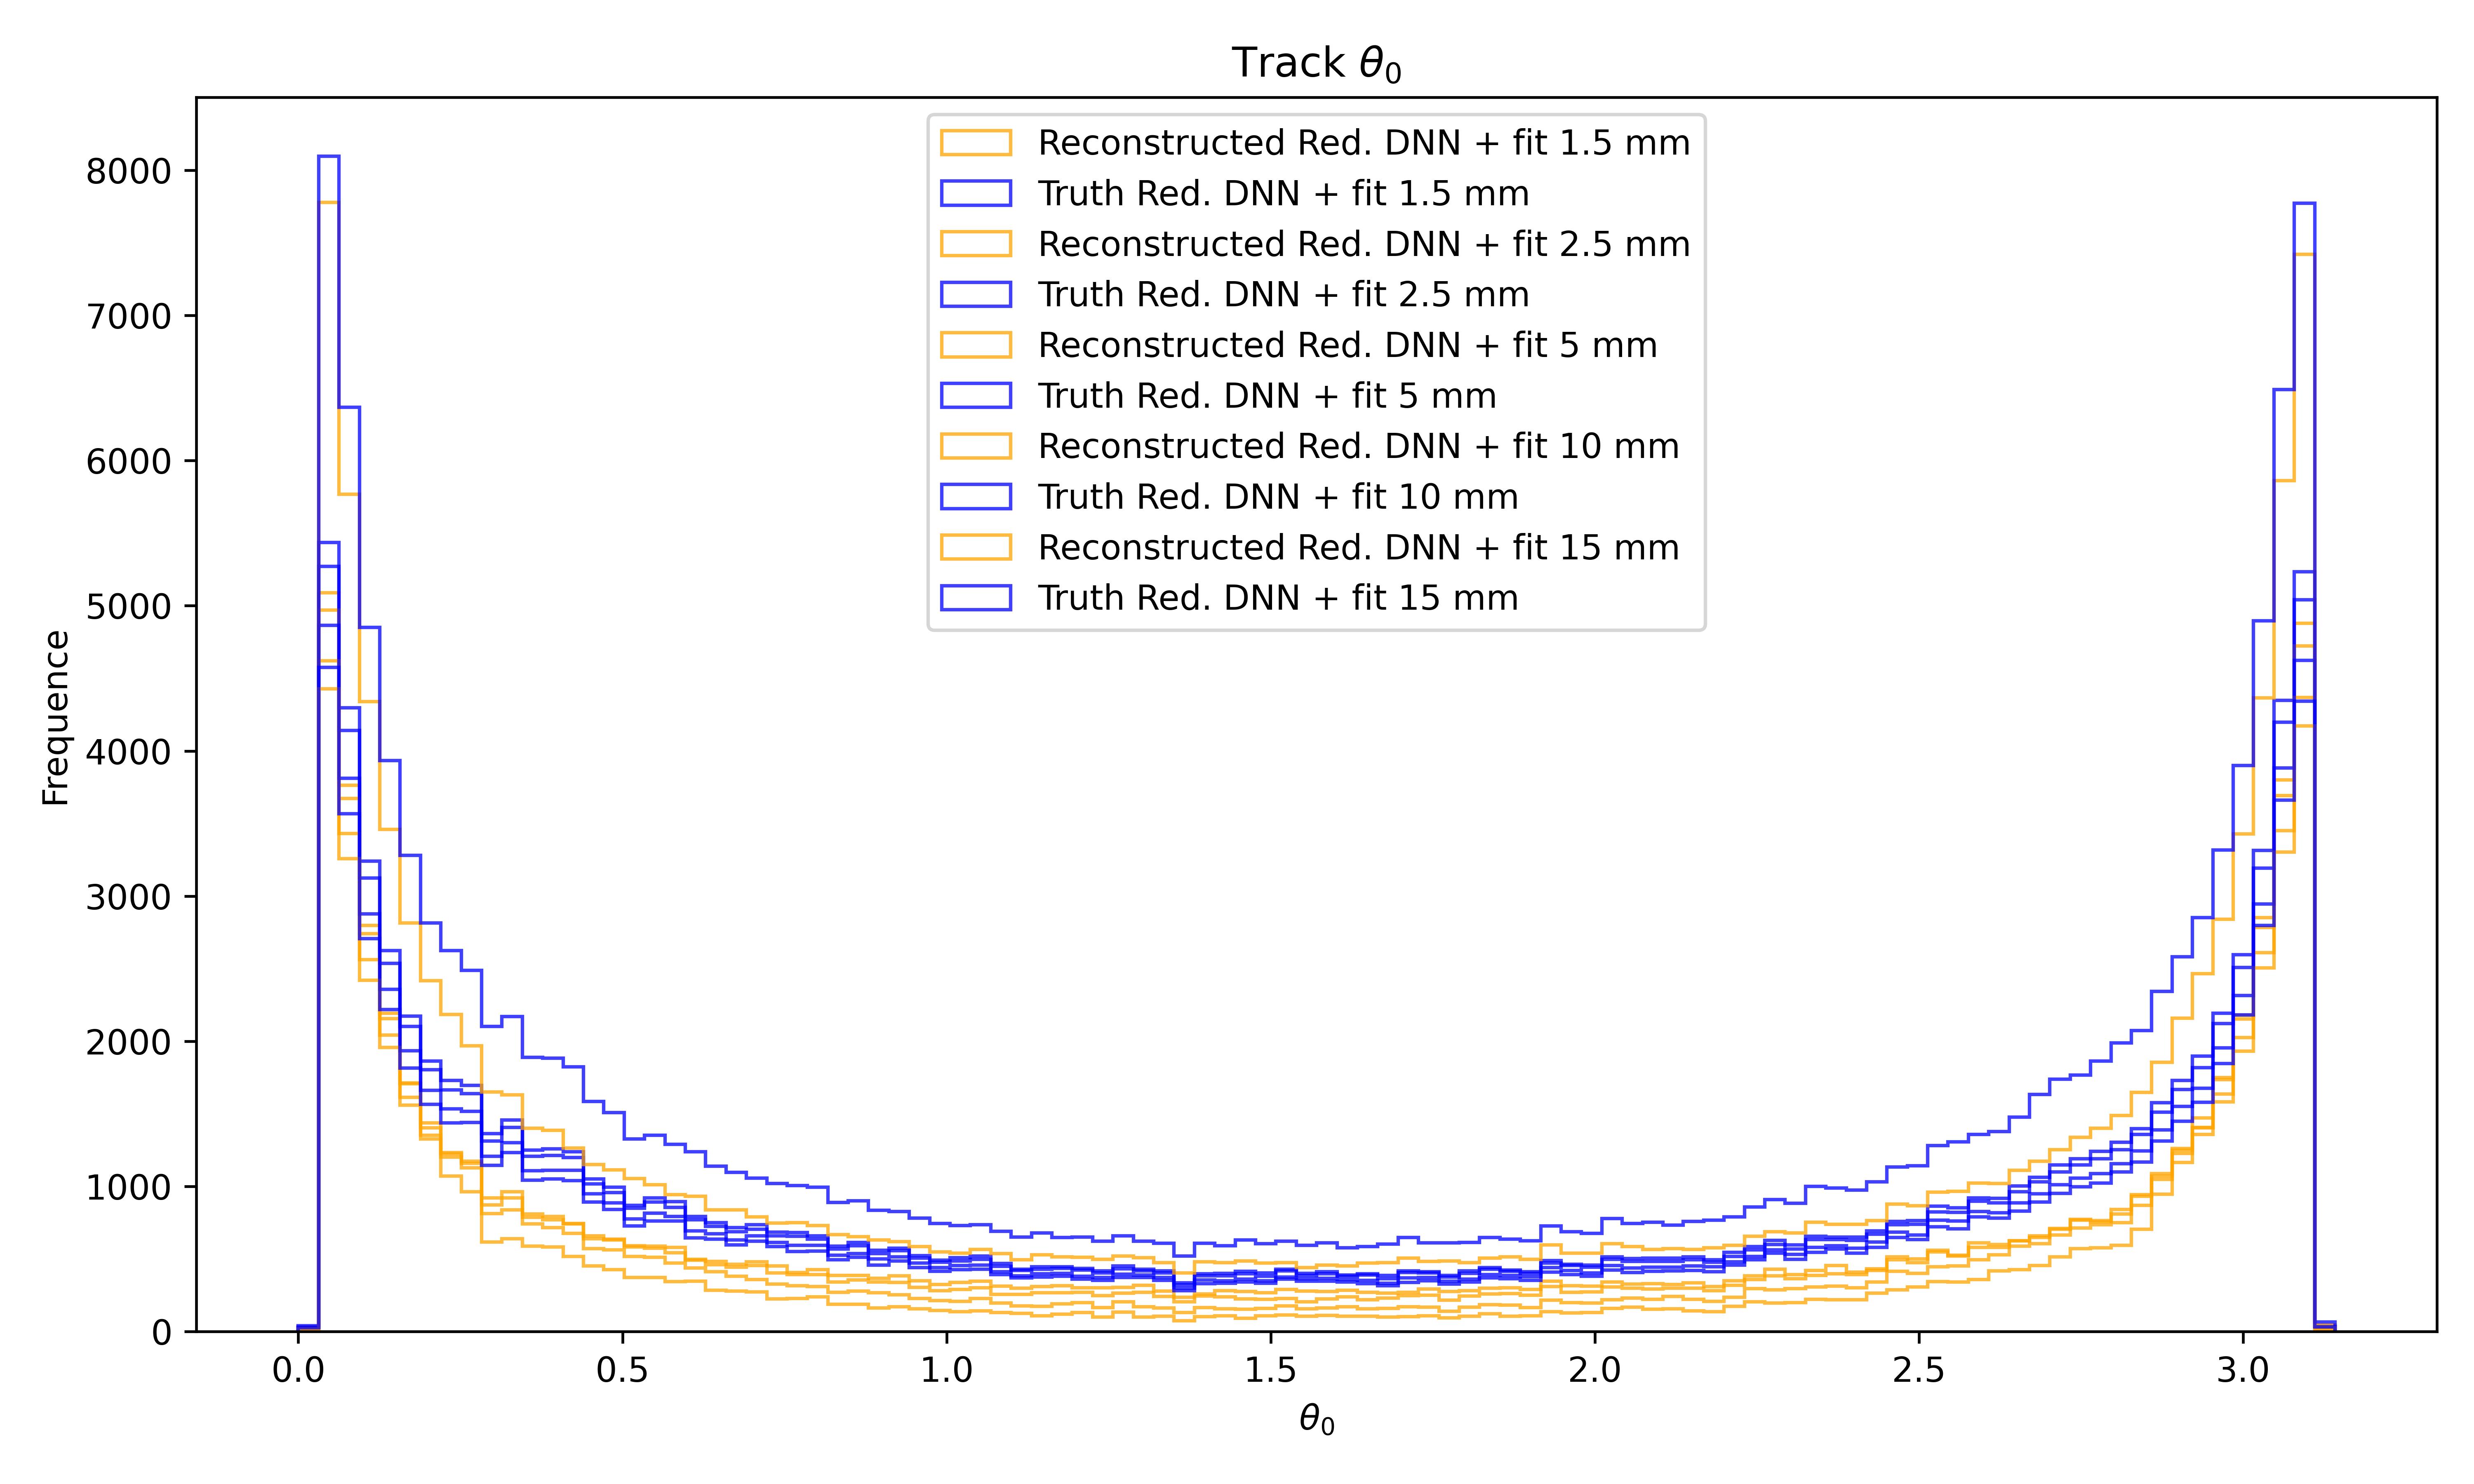 Track θ0
Frequence
8000
7000
6000
5000
4000
3000
2000
1000
0
Reconstructed Red. DNN + fit 1.5 mm
Truth Red. DNN + fit 1.5 mm
Reconstructed Red. DNN + fit 2.5 mm
Truth Red. DNN + fit 2.5 mm
Reconstructed Red. DNN + fit 5 mm
Truth Red. DNN + fit 5 mm
Reconstructed Red. DNN + fit 10 mm
Truth Red. DNN + fit 10 mm
Reconstructed Red. DNN + fit 15 mm
Truth Red. DNN + fit 15 mm
0.0 0.5 1.0 1.5 2.0 2.5 3.0
θ0